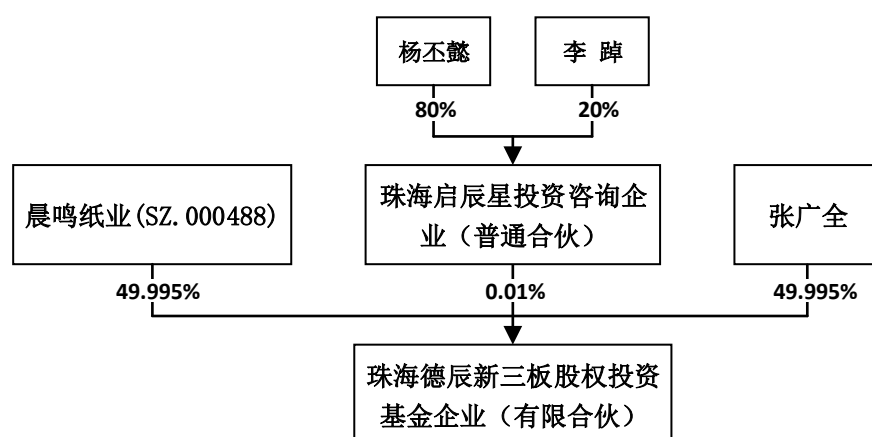 杨丕懿
李 踔
80%
20%
晨鸣纸业(SZ.000488)
珠海启辰星投资咨询企
业（普通合伙）
张广全
49.995%
0.01%
49.995%
珠海德辰新三板股权投资
基金企业（有限合伙）